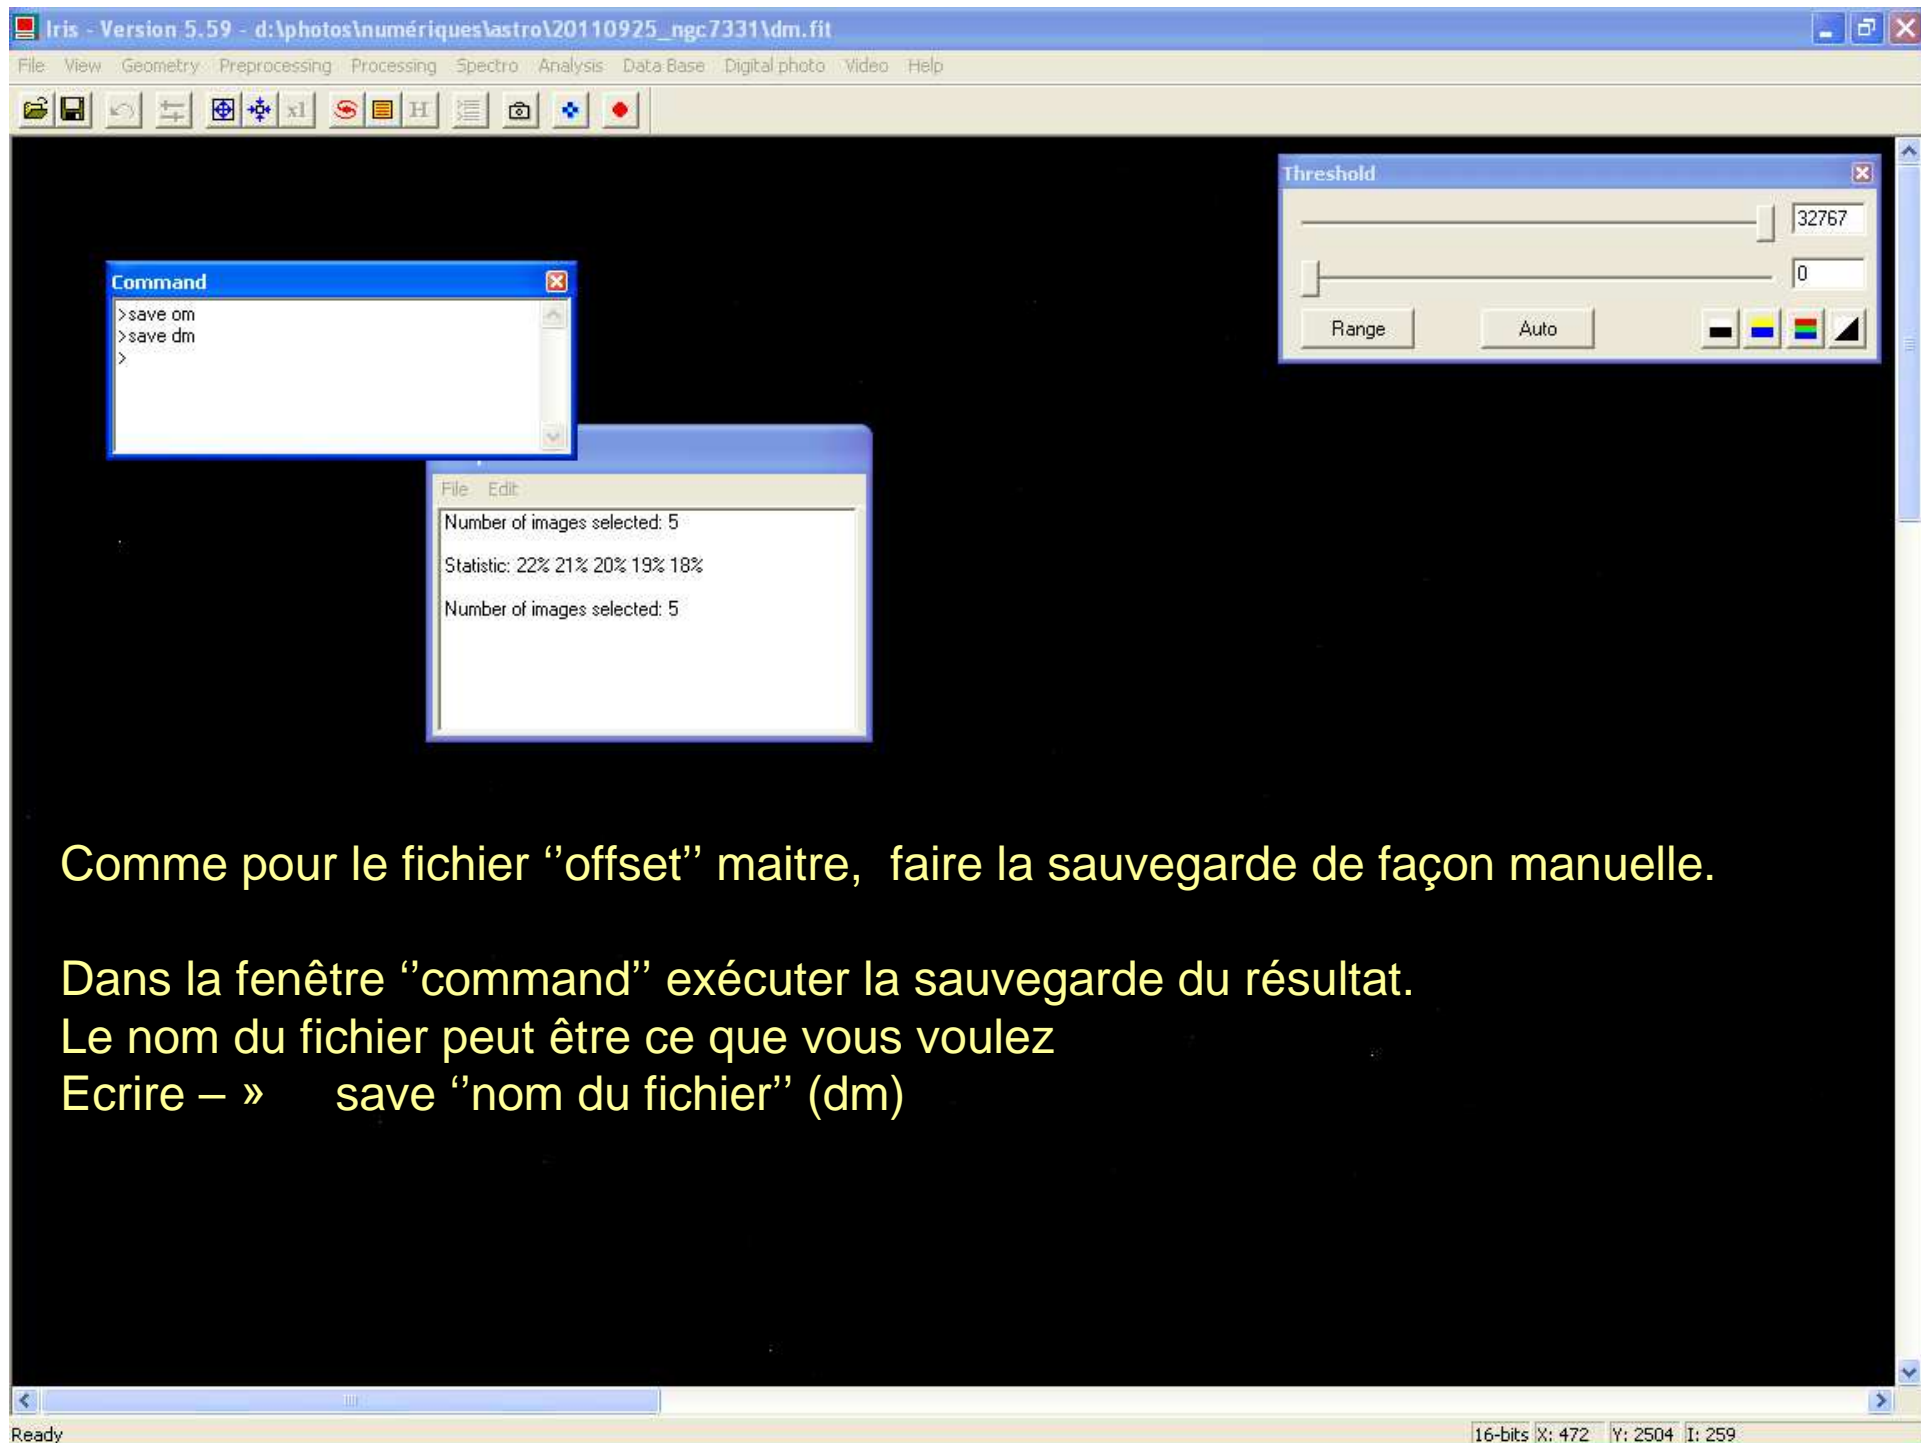 Iris - Version 5.59 - d:\photos\numériques\astro\20110925_ngc7331\dm.fit
File View Geometry Preprocessing Processing Spectro Analysis Data Base Digital photo Video Help
x1 H
Threshold
32767
0
Range Auto
Command
>save om
>save dm
>
File Edit
Number of images selected: 5
Statistic: 22% 21% 20% 19% 18%
Number of images selected: 5
Comme pour le fichier ‘’offset’’ maitre, faire la sauvegarde de façon manuelle.
Dans la fenêtre ‘’command’’ exécuter la sauvegarde du résultat.
Le nom du fichier peut être ce que vous voulez
Ecrire – » save ‘’nom du fichier’’ (dm)
Ready 16-bits X: 472 Y: 2504 I: 259